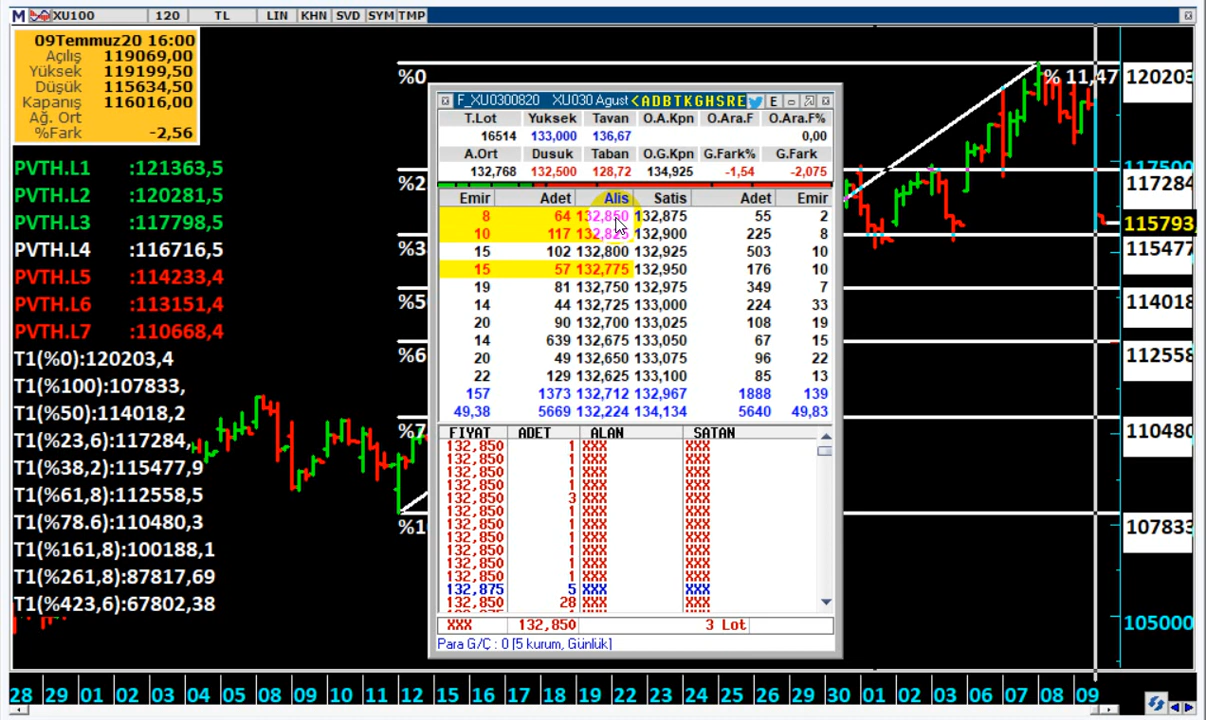 M XU100 120 TL LIN KHN SVD SYM TMP
09Temmuz20 16:00
Açılış 119069,00
Yüksek 119199,50
Düşük 115634,50
Kapanış 116016,00
Ağ. Ort
%Fark -2,56
PVTH.L1 :121363,5
PVTH.L2 :120281,5
PVTH.L3 :117798,5
PVTH.L4 :116716,5
PVTH.L5 :114233,4
PVTH.L6 :113151,4
PVTH.L7 :110668,4
T1(%0):120203,4
T1(%100):107833,
T1(%50):114018,2
T1(%23,6):117284,
T1(%38,2):115477,9
T1(%61,8):112558,5
T1(%78.6):110480,3
T1(%161,8):100188,1
T1(%261,8):87817,69
T1(%423,6):67802,38
%0
%2
%3
%5
%6
%7
%1
F_XU0300820 XU030 Agust <ADBTKGHSRE E
T.Lot Yuksek Tavan O.A.Kpn O.Ara.F O.Ara.F%
16514 133,000 136,67 0,00
A.Ort Dusuk Taban O.G.Kpn G.Fark% G.Fark
132,768 132,500 128,72 134,925 -1,54 -2,075
Emir Adet Alis Satis Adet Emir
8 64 132,850 132,875 55 2
10 117 132,825 132,900 225 8
15 102 132,800 132,925 503 10
15 57 132,775 132,950 176 10
19 81 132,750 132,975 349 7
14 44 132,725 133,000 224 33
20 90 132,700 133,025 108 19
14 639 132,675 133,050 67 15
20 49 132,650 133,075 96 22
22 129 132,625 133,100 85 13
157 1373 132,712 132,967 1888 139
49,38 5669 132,224 134,134 5640 49,83
FIYAT ADET ALAN SATAN
132,850 1 XXX XXX
132,850 1 XXX XXX
132,850 1 XXX XXX
132,850 1 XXX XXX
132,850 3 XXX XXX
132,850 1 XXX XXX
132,850 1 XXX XXX
132,850 1 XXX XXX
132,850 1 XXX XXX
132,850 1 XXX XXX
132,850 1 XXX XXX
132,875 5 XXX XXX
132,850 28 XXX XXX
XXX 132,850 3 Lot
Para G/Ç : 0 [5 kurum, Günlük]
% 11,47
120203
117500
117284
115793
115477
114018
112558
110480
107833
105000
28 29 01 02 03 04 05 08 09 10 11 12 15 16 17 18 19 22 23 24 25 26 29 30 01 02 03 06 07 08 09